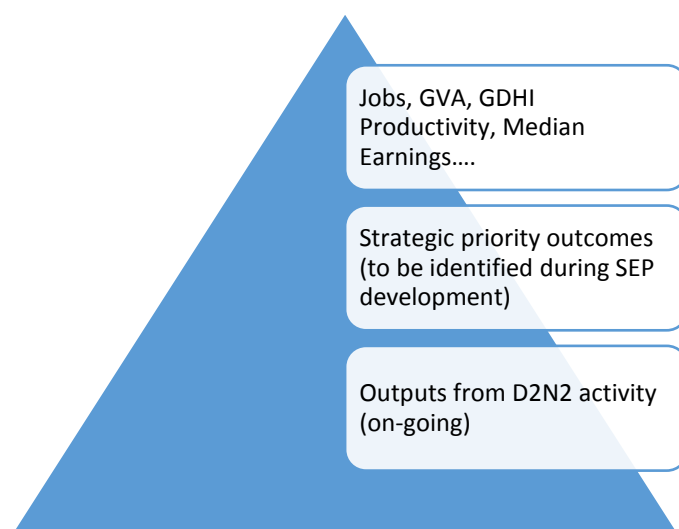 Jobs, GVA, GDHI
Productivity, Median
Earnings….
Strategic priority outcomes
(to be identified during SEP
development)
Outputs from D2N2 activity
(on-going)